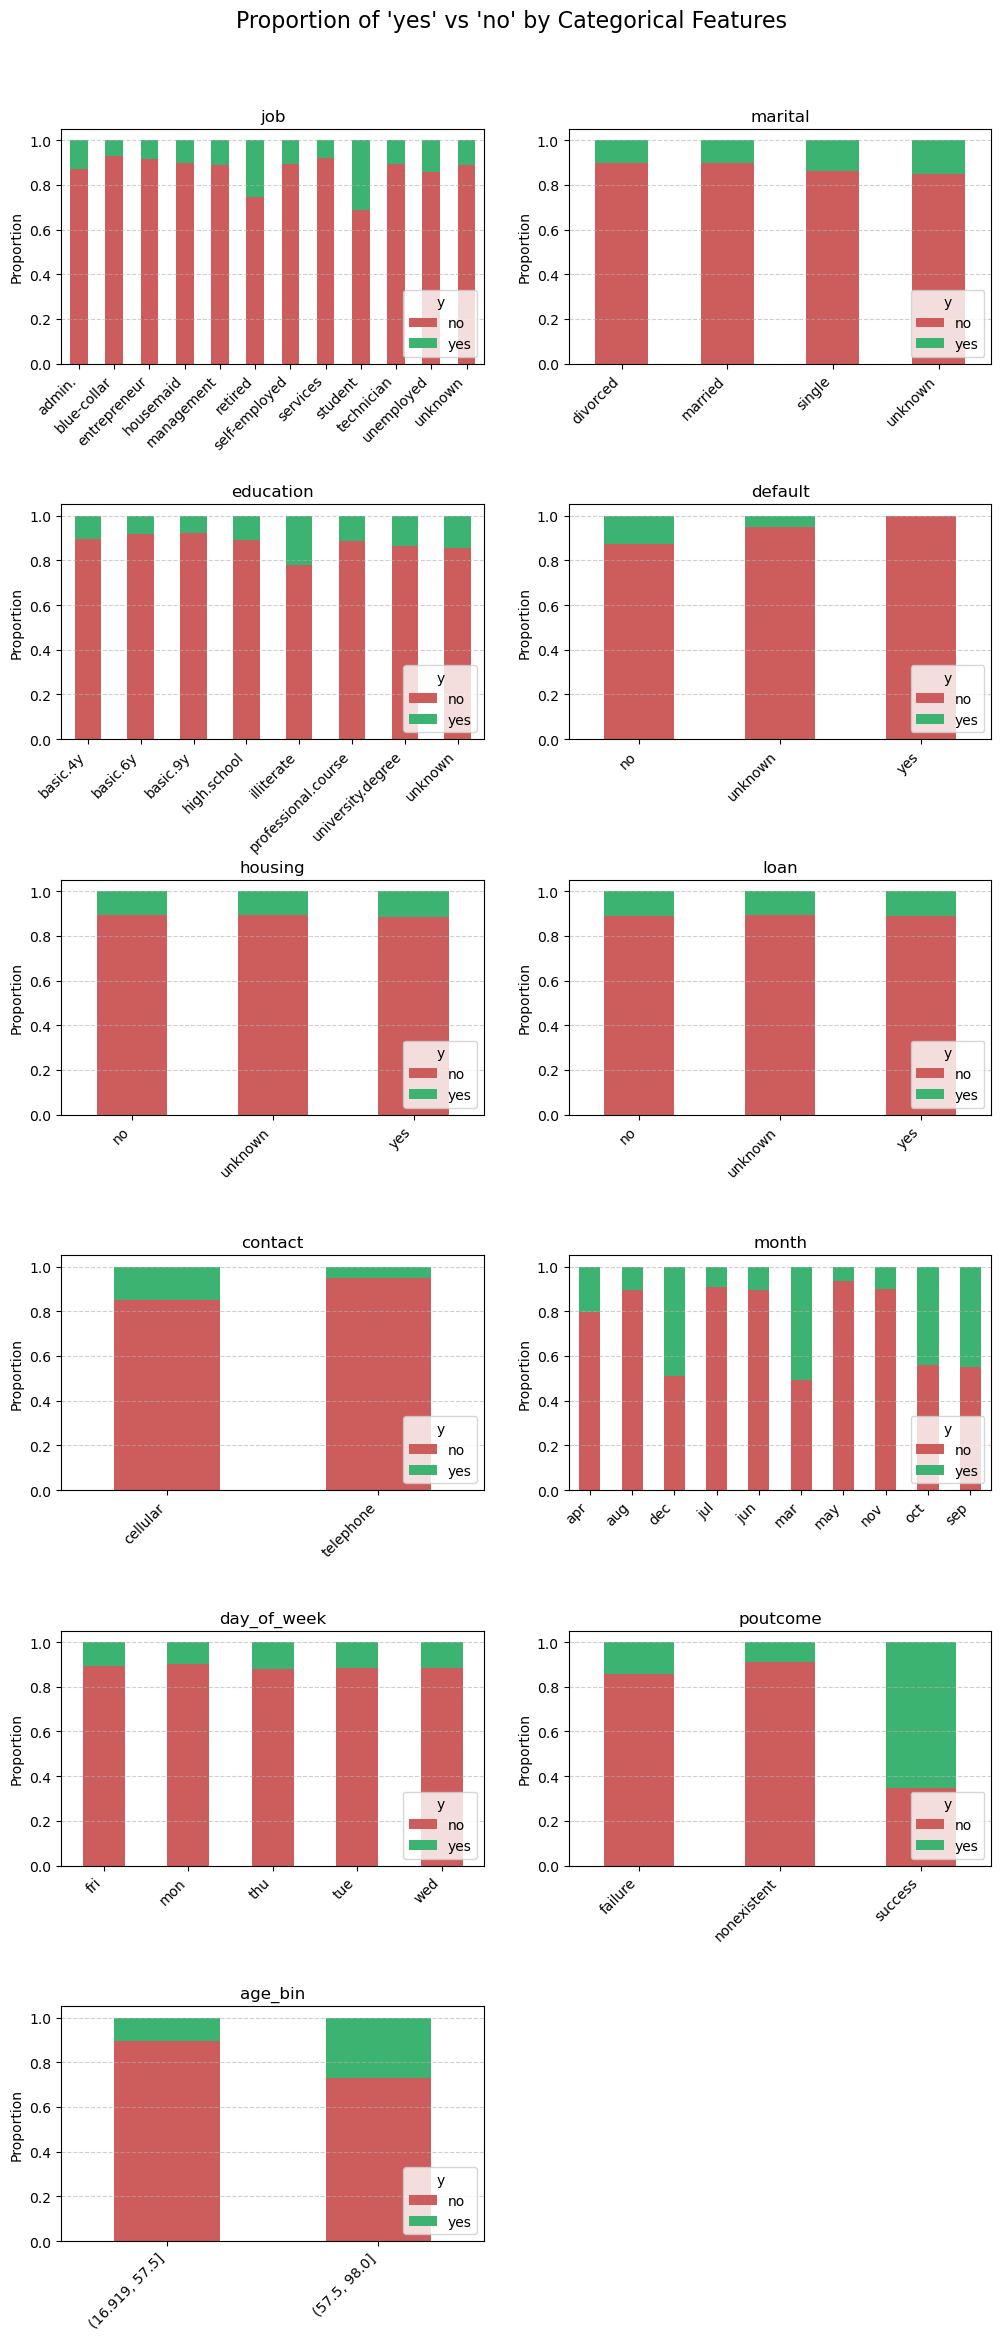 Proportion of 'yes' vs 'no' by Categorical Features
job
Proportion
1.0
0.8
0.6
0.4
0.2
0.0
y
no
yes
admin.
blue-collar
entrepreneur
housemaid
management
retired
self-employed
services
student
technician
unemployed
unknown
marital
Proportion
1.0
0.8
0.6
0.4
0.2
0.0
y
no
yes
divorced
married
single
unknown
education
Proportion
1.0
0.8
0.6
0.4
0.2
0.0
y
no
yes
basic.4y
basic.6y
basic.9y
high.school
illiterate
professional.course
university.degree
unknown
default
Proportion
1.0
0.8
0.6
0.4
0.2
0.0
y
no
yes
no
unknown
yes
housing
Proportion
1.0
0.8
0.6
0.4
0.2
0.0
y
no
yes
no
unknown
yes
loan
Proportion
1.0
0.8
0.6
0.4
0.2
0.0
y
no
yes
no
unknown
yes
contact
Proportion
1.0
0.8
0.6
0.4
0.2
0.0
y
no
yes
cellular
telephone
month
Proportion
1.0
0.8
0.6
0.4
0.2
0.0
y
no
yes
apr
aug
dec
jul
jun
mar
may
nov
oct
sep
day_of_week
Proportion
1.0
0.8
0.6
0.4
0.2
0.0
y
no
yes
fri
mon
thu
tue
wed
poutcome
Proportion
1.0
0.8
0.6
0.4
0.2
0.0
y
no
yes
failure
nonexistent
success
age_bin
Proportion
1.0
0.8
0.6
0.4
0.2
0.0
y
no
yes
(16.919, 57.5]
(57.5, 98.0]